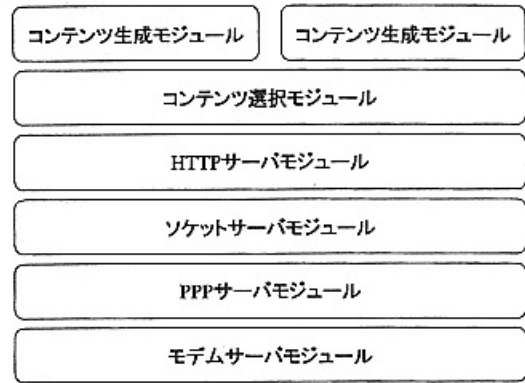 コンテンツ生成モジュール
コンテンツ生成モジュール
コンテンツ選択モジュール
HTTPサーバモジュール
ソケットサーバモジュール
PPPサーバモジュール
モデムサーバモジュール